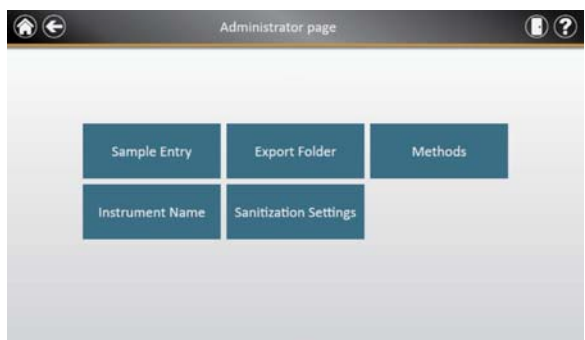 Administrator page
?
Sample Entry Export Folder Methods
Instrument Name Sanitization Settings